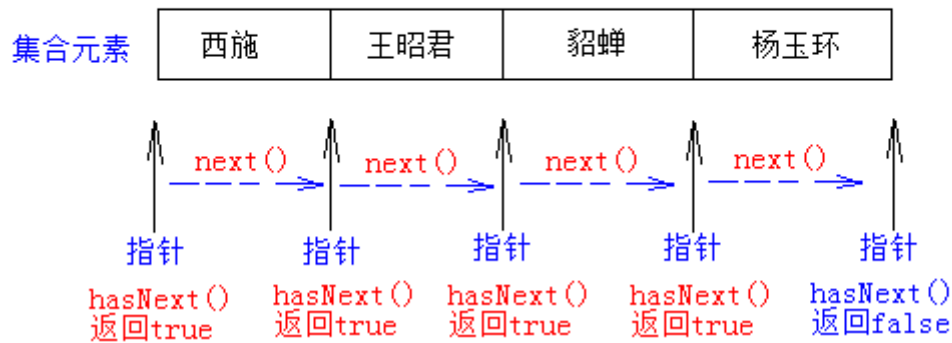 集合元素 西施 王昭君 貂蝉 杨玉环
next() next() next() next()
指针 指针 指针 指针 指针
hasNext() hasNext() hasNext() hasNext() hasNext()
返回true 返回true 返回true 返回true 返回false